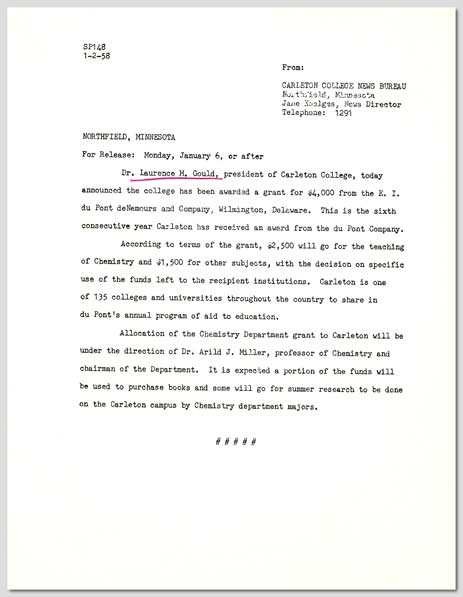 SP148
1-2-58
From:
CARLETON COLLEGE NEWS BUREAU
Northfield, Minnesota
Jane Koelges, News Director
Telephone: 1291
NORTHFIELD, MINNESOTA
For Release: Monday, January 6, or after
Dr. Laurence M. Gould, president of Carleton College, today
announced the college has been awarded a grant for $4,000 from the E. I.
du Pont deNemours and Company, Wilmington, Delaware. This is the sixth
consecutive year Carleton has received an award from the du Pont Company.
According to terms of the grant, $2,500 will go for the teaching
of Chemistry and $1,500 for other subjects, with the decision on specific
use of the funds left to the recipient institutions. Carleton is one
of 135 colleges and universities throughout the country to share in
du Pont's annual program of aid to education.
Allocation of the Chemistry Department grant to Carleton will be
under the direction of Dr. Arild J. Miller, professor of Chemistry and
chairman of the Department. It is expected a portion of the funds will
be used to purchase books and some will go for summer research to be done
on the Carleton campus by Chemistry department majors.
# # # # #